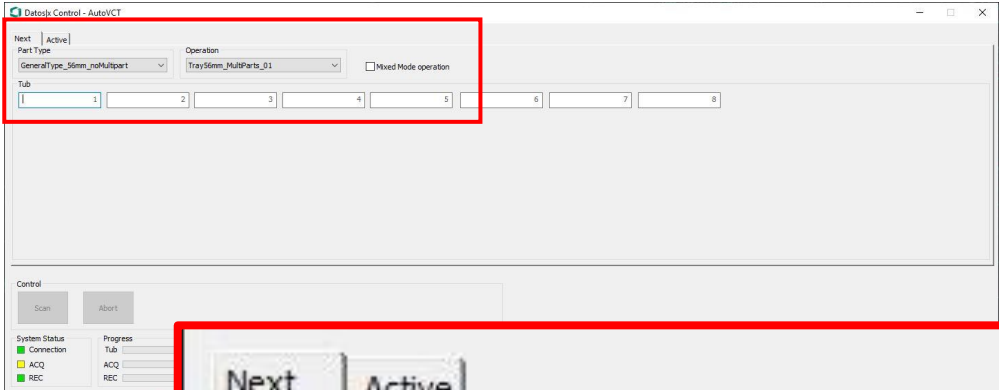 Datos|x Control - AutoVCT
Next Active
Part Type Operation
GeneralType_56mm_noMultipart Tray56mm_MultiParts_01 Mixed Mode operation
Tub
1 2 3 4 5 6 7 8
Control
Scan Abort
System Status Progress
Connection Tub
ACQ ACQ
REC REC
Next Active